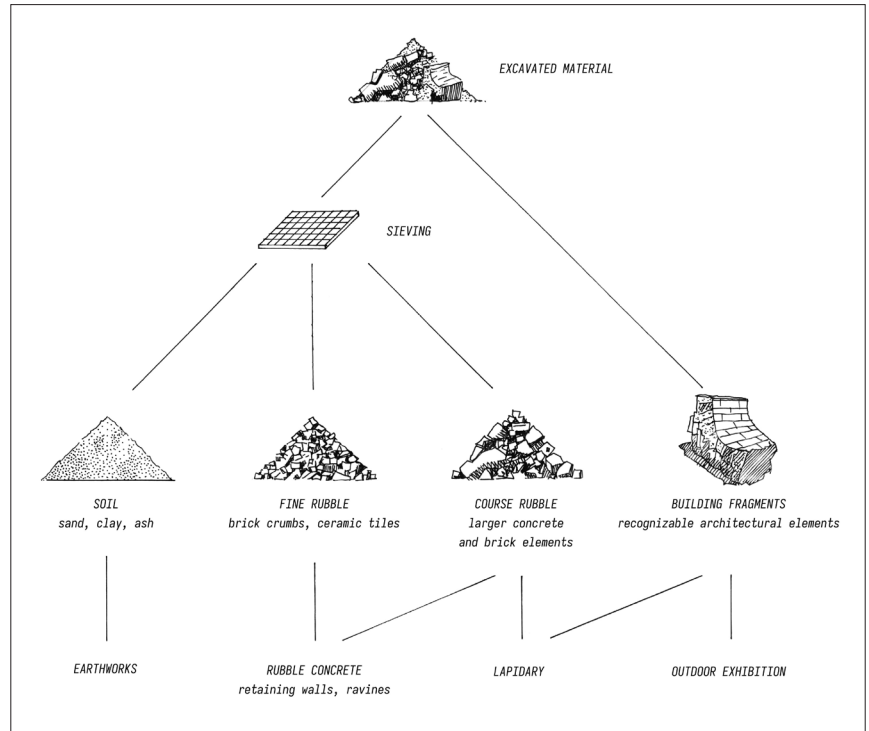 EXCAVATED MATERIAL
SIEVING
SOIL
sand, clay, ash
FINE RUBBLE
brick crumbs, ceramic tiles
COURSE RUBBLE
larger concrete
and brick elements
BUILDING FRAGMENTS
recognizable architectural elements
EARTHWORKS
RUBBLE CONCRETE
retaining walls, ravines
LAPIDARY
OUTDOOR EXHIBITION